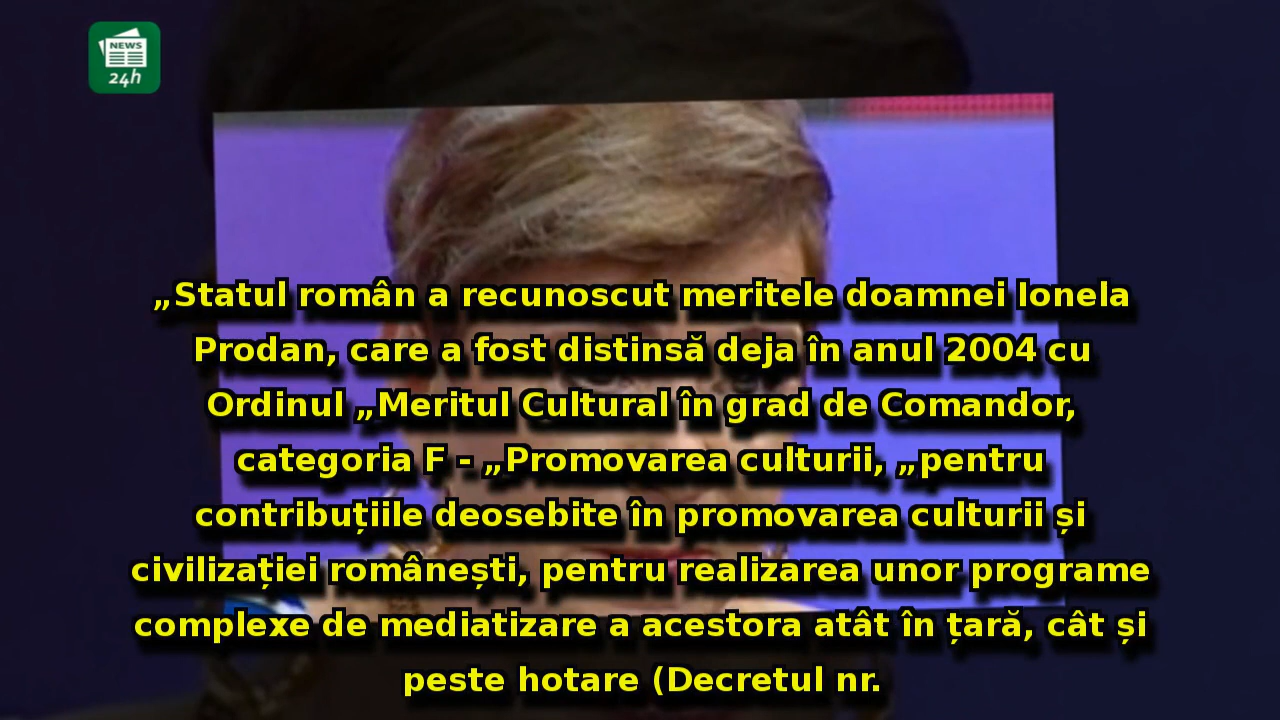 NEWS
24h
„Statul român a recunoscut meritele doamnei Ionela
Prodan, care a fost distinsă deja în anul 2004 cu
Ordinul „Meritul Cultural în grad de Comandor,
categoria F - „Promovarea culturii, „pentru
contribuțiile deosebite în promovarea culturii și
civilizației românești, pentru realizarea unor programe
complexe de mediatizare a acestora atât în țară, cât și
peste hotare (Decretul nr.